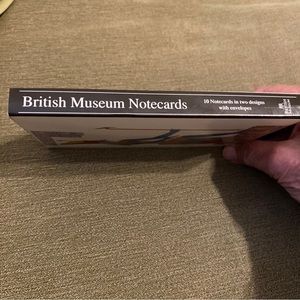 British Museum Notecards
10 Notecards in two designs
with envelopes